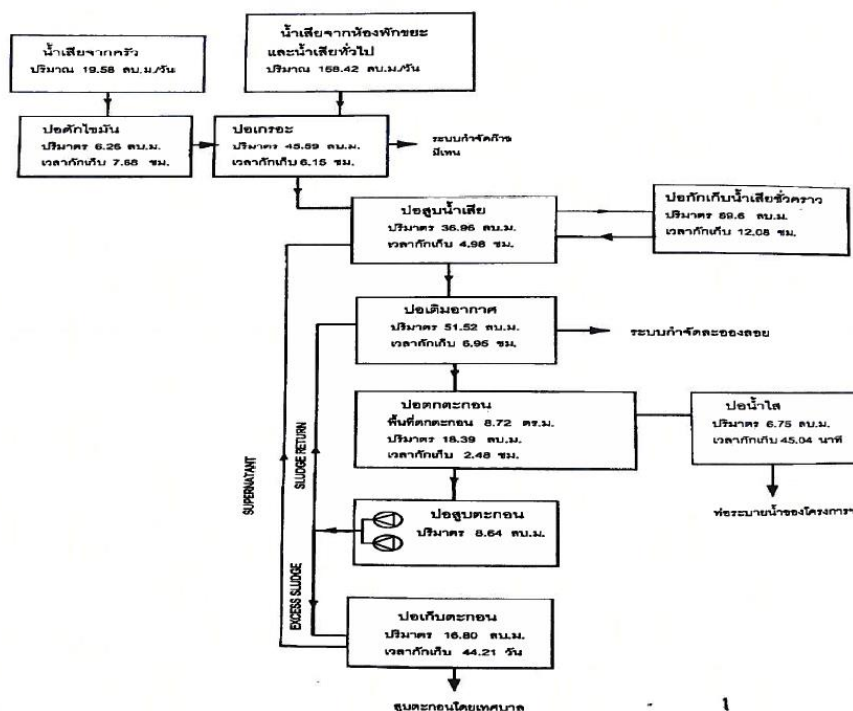 น้ำเสียจากครัว
ปริมาณ 19.58 ลบ.ม./วัน
น้ำเสียจากห้องพักขยะ
และน้ำเสียทั่วไป
ปริมาณ 158.42 ลบ.ม./วัน
บ่อดักไขมัน
ปริมาตร 6.26 ลบ.ม.
เวลากักเก็บ 7.68 ชม.
บ่อเกรอะ
ปริมาตร 45.59 ลบ.ม.
เวลากักเก็บ 6.15 ชม.
ระบบกำจัดก๊าซ
มีเทน
บ่อสูบน้ำเสีย
ปริมาตร 36.96 ลบ.ม.
เวลากักเก็บ 4.98 ชม.
บ่อกักเก็บน้ำเสียชั่วคราว
ปริมาตร 89.6 ลบ.ม.
เวลากักเก็บ 12.08 ชม.
บ่อเติมอากาศ
ปริมาตร 51.52 ลบ.ม.
เวลากักเก็บ 6.95 ชม.
ระบบกำจัดละอองลอย
บ่อตกตะกอน
พื้นที่ตกตะกอน 8.72 ตร.ม.
ปริมาตร 18.39 ลบ.ม.
เวลากักเก็บ 2.48 ชม.
บ่อน้ำใส
ปริมาตร 6.75 ลบ.ม.
เวลากักเก็บ 45.04 นาที
ท่อระบายน้ำของโครงการฯ
SUPERNATANT
SLUDGE RETURN
EXCESS SLUDGE
บ่อสูบตะกอน
ปริมาตร 8.64 ลบ.ม.
บ่อเก็บตะกอน
ปริมาตร 16.80 ลบ.ม.
เวลากักเก็บ 44.21 วัน
สูบตะกอนโดยเทศบาล
1